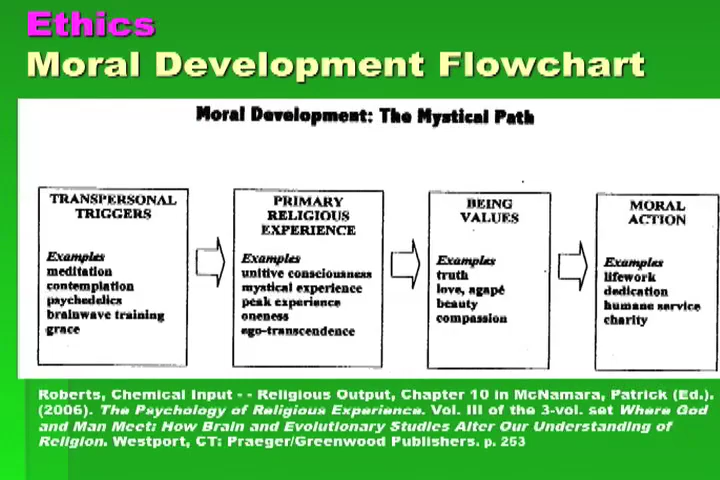 Ethics
Moral Development Flowchart
Moral Development: The Mystical Path
TRANSPERSONAL
TRIGGERS
Examples
meditation
contemplation
psychedelics
brainwave training
grace
PRIMARY
RELIGIOUS
EXPERIENCE
Examples
unitive consciousness
mystical experience
peak experience
oneness
ego-transcendence
BEING
VALUES
Examples
truth
love, agapé
beauty
compassion
MORAL
ACTION
Examples
lifework
dedication
humane service
charity
Roberts, Chemical Input - - Religious Output, Chapter 10 in McNamara, Patrick (Ed.).
(2006). The Psychology of Religious Experience. Vol. III of the 3-vol. set Where God
and Man Meet: How Brain and Evolutionary Studies Alter Our Understanding of
Religion. Westport, CT: Praeger/Greenwood Publishers. p. 253